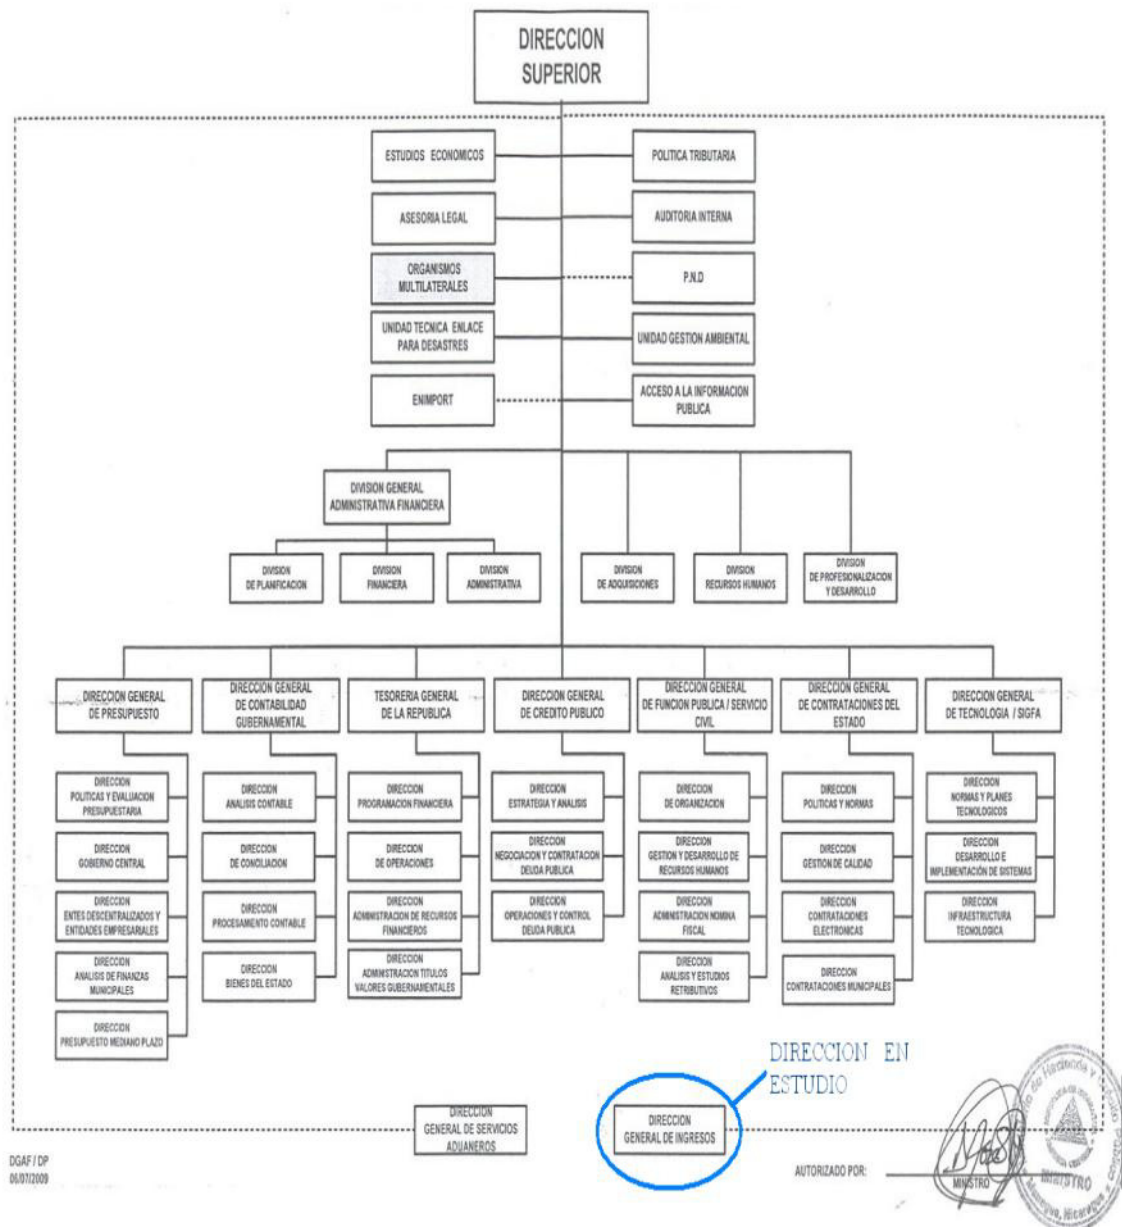 DIRECCION
SUPERIOR
ESTUDIOS ECONOMICOS
POLITICA TRIBUTARIA
ASESORIA LEGAL
AUDITORIA INTERNA
ORGANISMOS
MULTILATERALES
P.N.D
UNIDAD TECNICA ENLACE
PARA DESASTRES
UNIDAD GESTION AMBIENTAL
ENIMPORT
ACCESO A LA INFORMACION
PUBLICA
DIVISION GENERAL
ADMINISTRATIVA FINANCIERA
DIVISION
DE PLANIFICACION
DIVISION
FINANCIERA
DIVISION
ADMINISTRATIVA
DIVISION
DE ADQUISICIONES
DIVISION
RECURSOS HUMANOS
DIVISION
DE PROFESIONALIZACION
Y DESARROLLO
DIRECCION GENERAL
DE PRESUPUESTO
DIRECCION GENERAL
DE CONTABILIDAD
GUBERNAMENTAL
TESORERIA GENERAL
DE LA REPUBLICA
DIRECCION GENERAL
DE CREDITO PUBLICO
DIRECCION GENERAL
DE FUNCION PUBLICA / SERVICIO
CIVIL
DIRECCION GENERAL
DE CONTRATACIONES DEL
ESTADO
DIRECCION GENERAL
DE TECNOLOGIA / SIGFA
DIRECCION
POLITICAS Y EVALUACION
PRESUPUESTARIA
DIRECCION
ANALISIS CONTABLE
DIRECCION
PROGRAMACION FINANCIERA
DIRECCION
ESTRATEGIA Y ANALISIS
DIRECCION
DE ORGANIZACION
DIRECCION
POLITICAS Y NORMAS
DIRECCION
NORMAS Y PLANES
TECNOLOGICOS
DIRECCION
GOBIERNO CENTRAL
DIRECCION
DE CONCILIACION
DIRECCION
DE OPERACIONES
DIRECCION
NEGOCIACION Y CONTRATACION
DEUDA PUBLICA
DIRECCION
GESTION Y DESARROLLO DE
RECURSOS HUMANOS
DIRECCION
GESTION DE CALIDAD
DIRECCION
DESARROLLO E
IMPLEMENTACIÓN DE SISTEMAS
DIRECCION
ENTES DESCENTRALIZADOS Y
ENTIDADES EMPRESARIALES
DIRECCION
PROCESAMIENTO CONTABLE
DIRECCION
ADMINISTRACION DE RECURSOS
FINANCIEROS
DIRECCION
OPERACIONES Y CONTROL
DEUDA PUBLICA
DIRECCION
ADMINISTRACION NOMINA
FISCAL
DIRECCION
CONTRATACIONES
ELECTRONICAS
DIRECCION
INFRAESTRUCTURA
TECNOLOGICA
DIRECCION
ANALISIS DE FINANZAS
MUNICIPALES
DIRECCION
BIENES DEL ESTADO
DIRECCION
ADMINISTRACION TITULOS
VALORES GUBERNAMENTALES
DIRECCION
ANALISIS Y ESTUDIOS
RETRIBUTIVOS
DIRECCION
CONTRATACIONES MUNICIPALES
DIRECCION
PRESUPUESTO MEDIANO PLAZO
DIRECCION EN
ESTUDIO
DIRECCION
GENERAL DE SERVICIOS
ADUANEROS
DIRECCION
GENERAL DE INGRESOS
DGAF / DP
06/07/2009
AUTORIZADO POR:
MINISTRO
MINISTRO
Managua, Nicaragua